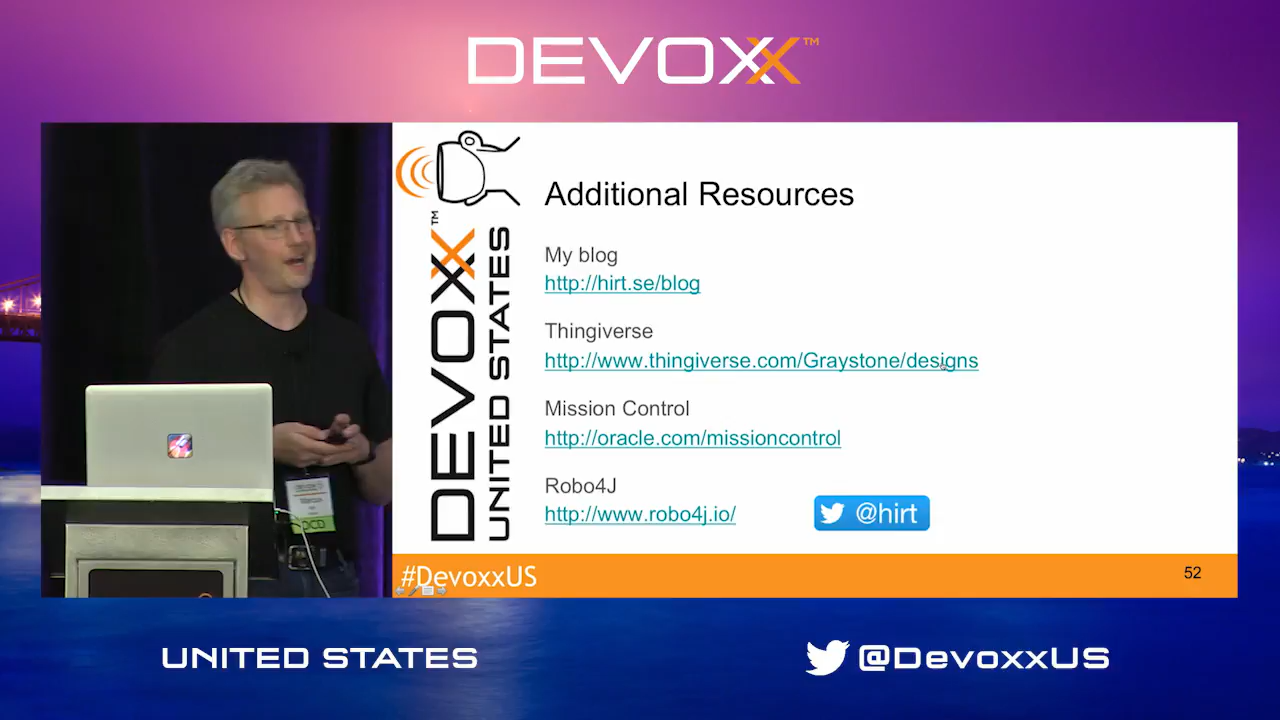 DEVOXX™
DEVOXX™
UNITED STATES
Additional Resources
My blog
http://hirt.se/blog
Thingiverse
http://www.thingiverse.com/Graystone/designs
Mission Control
http://oracle.com/missioncontrol
Robo4J
http://www.robo4j.io/
@hirt
#DevoxxUS
52
Marcus
UNITED STATES
@DevoxxUS